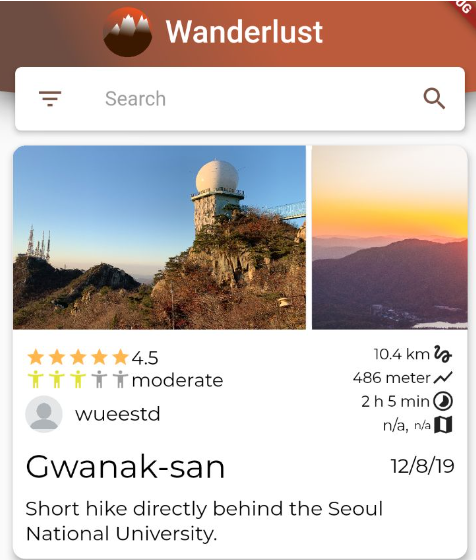 Wanderlust
Search
4.5
10.4 km
moderate
486 meter
2 h 5 min
wueestd
n/a, n/a
Gwanak-san
12/8/19
Short hike directly behind the Seoul
National University.